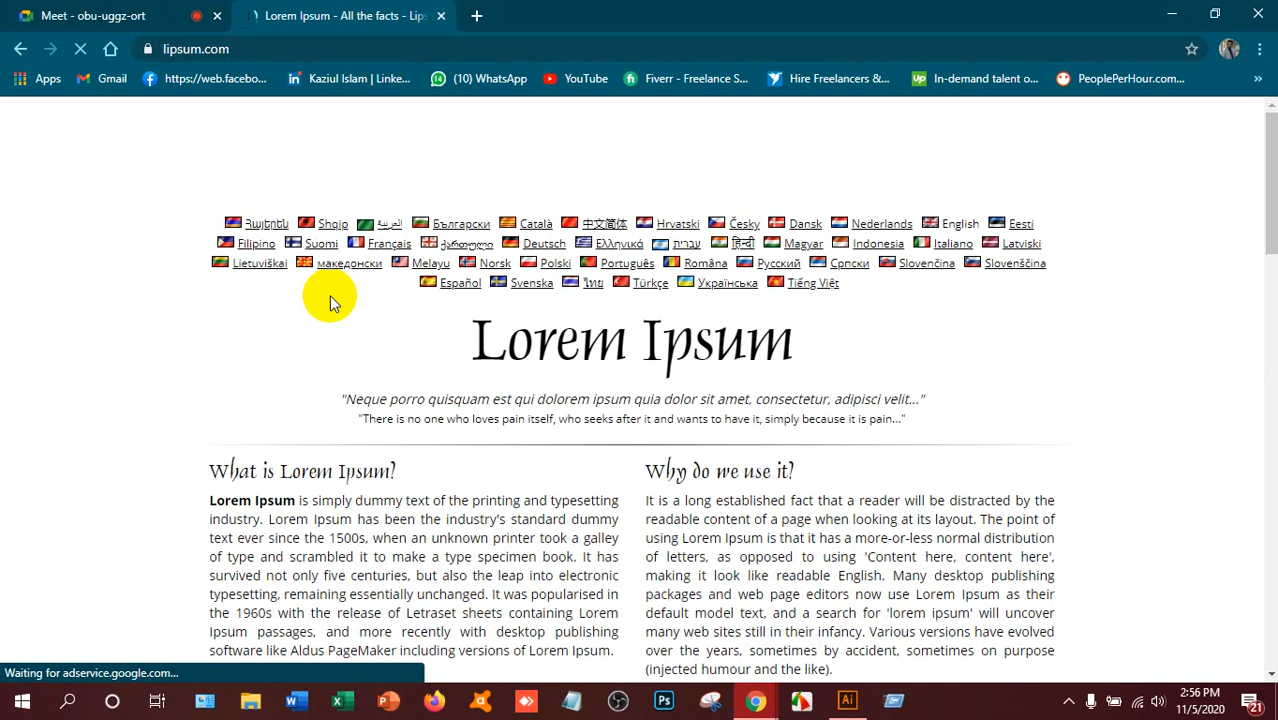 Meet - obu-uggz-ort
Lorem Ipsum - All the facts - Lips
lipsum.com
Apps Gmail https://web.facebo... Kaziul Islam | Linke... (10) WhatsApp YouTube Fiverr - Freelance S... Hire Freelancers &... In-demand talent o... PeoplePerHour.com...
Հայերեն Shqip العربية Български Català 中文简体 Hrvatski Česky Dansk Nederlands English Eesti
Filipino Suomi Français ქართული Deutsch Ελληνικά עברית हिन्दी Magyar Indonesia Italiano Latviski
Lietuviškai македонски Melayu Norsk Polski Português Româna Pyccкий Српски Slovenčina Slovenščina
Español Svenska ไทย Türkçe Українська Tiếng Việt
Lorem Ipsum
"Neque porro quisquam est qui dolorem ipsum quia dolor sit amet, consectetur, adipisci velit..."
"There is no one who loves pain itself, who seeks after it and wants to have it, simply because it is pain..."
What is Lorem Ipsum?
Lorem Ipsum is simply dummy text of the printing and typesetting
industry. Lorem Ipsum has been the industry's standard dummy
text ever since the 1500s, when an unknown printer took a galley
of type and scrambled it to make a type specimen book. It has
survived not only five centuries, but also the leap into electronic
typesetting, remaining essentially unchanged. It was popularised in
the 1960s with the release of Letraset sheets containing Lorem
Ipsum passages, and more recently with desktop publishing
software like Aldus PageMaker including versions of Lorem Ipsum.
Why do we use it?
It is a long established fact that a reader will be distracted by the
readable content of a page when looking at its layout. The point of
using Lorem Ipsum is that it has a more-or-less normal distribution
of letters, as opposed to using 'Content here, content here',
making it look like readable English. Many desktop publishing
packages and web page editors now use Lorem Ipsum as their
default model text, and a search for 'lorem ipsum' will uncover
many web sites still in their infancy. Various versions have evolved
over the years, sometimes by accident, sometimes on purpose
(injected humour and the like).
Waiting for adservice.google.com...
2:56 PM
11/5/2020
21